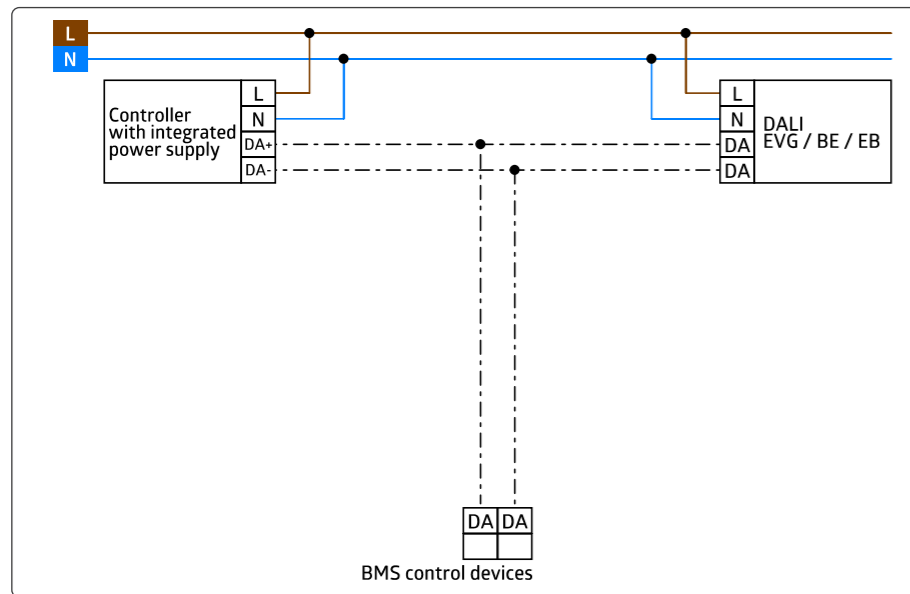 L
N
Controller
with integrated
power supply
L
N
DA+
DA-
L
N
DA
DA
DALI
EVG / BE / EB
DA DA
BMS control devices